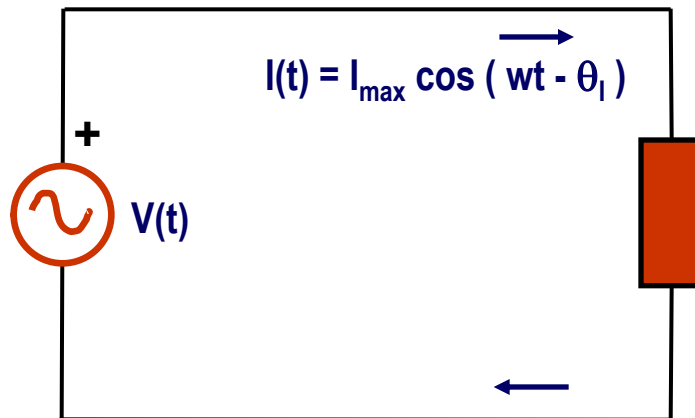 I(t) = Imax cos ( wt - θI )
+
V(t)